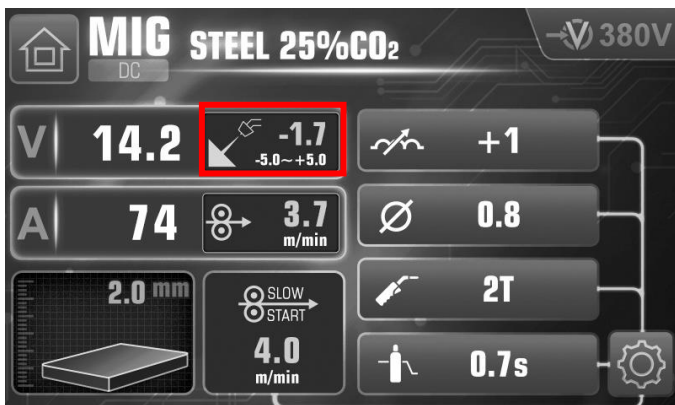 MIG STEEL 25%CO₂
DC
380V
V 14.2 -1.7
-5.0~+5.0
+1
A 74 3.7
m/min
0.8
2.0 mm
SLOW
START
4.0
m/min
2T
0.7s